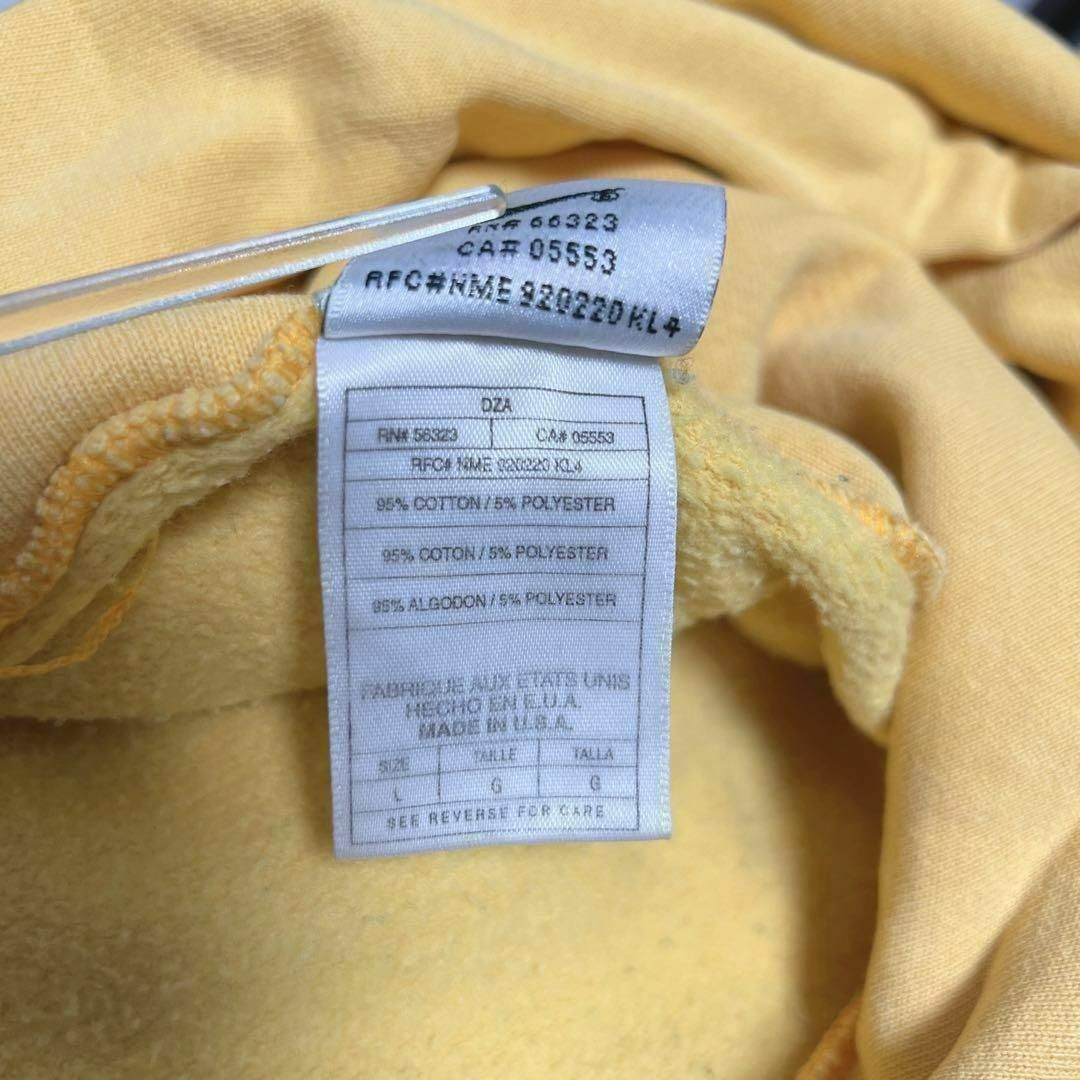 RN# 56323
CA# 05553
RFC#NME 920220 KL4
DZA
RN# 56323 CA# 05553
RFC# NME 920220 KL4
95% COTTON / 5% POLYESTER
95% COTON / 5% POLYESTER
95% ALGODON / 5% POLYESTER
FABRIQUE AUX ETATS UNIS
HECHO EN E.U.A.
MADE IN U.S.A.
SIZE TAILLE TALLA
L G G
SEE REVERSE FOR CARE